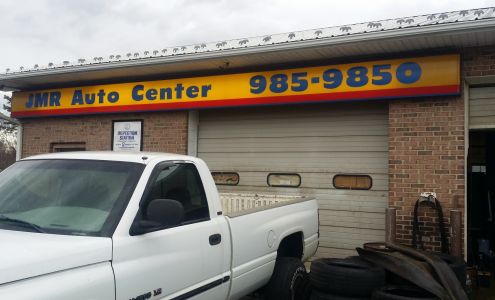 JMR Auto Center 985-9850
INSPECTION
STATION